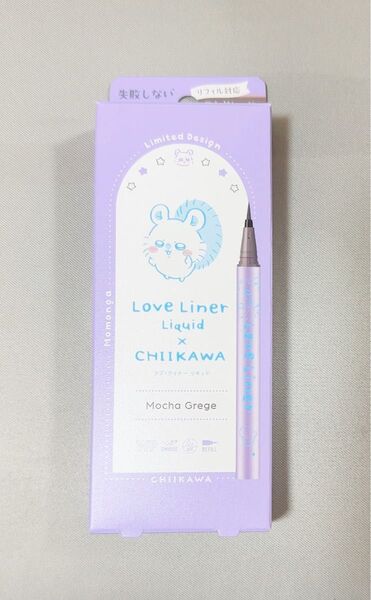 失敗しない
リフィル対応
Limited Design
Momonga
Love Liner
Liquid
×
CHIIKAWA
ラブ・ライナー リキッド
Mocha Grege
REFILL
CHIIKAWA